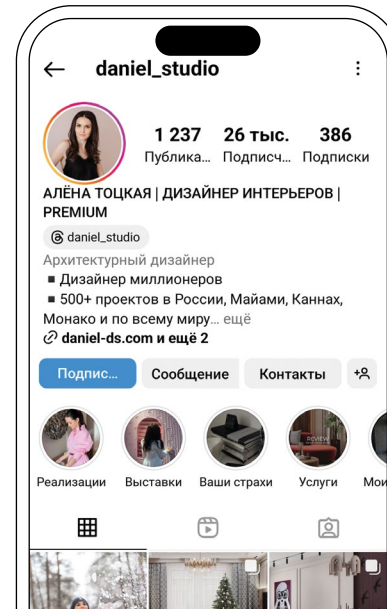 daniel_studio
1 237 26 тыс. 386
Публика... Подписч... Подписки
АЛЁНА ТОЦКАЯ | ДИЗАЙНЕР ИНТЕРЬЕРОВ |
PREMIUM
daniel_studio
Архитектурный дизайнер
▪ Дизайнер миллионеров
▪ 500+ проектов в России, Майами, Каннах,
Монако и по всему миру... ещё
daniel-ds.com и ещё 2
Подпис... Сообщение Контакты
REVIEW
Реализации Выставки Ваши страхи Услуги Мои